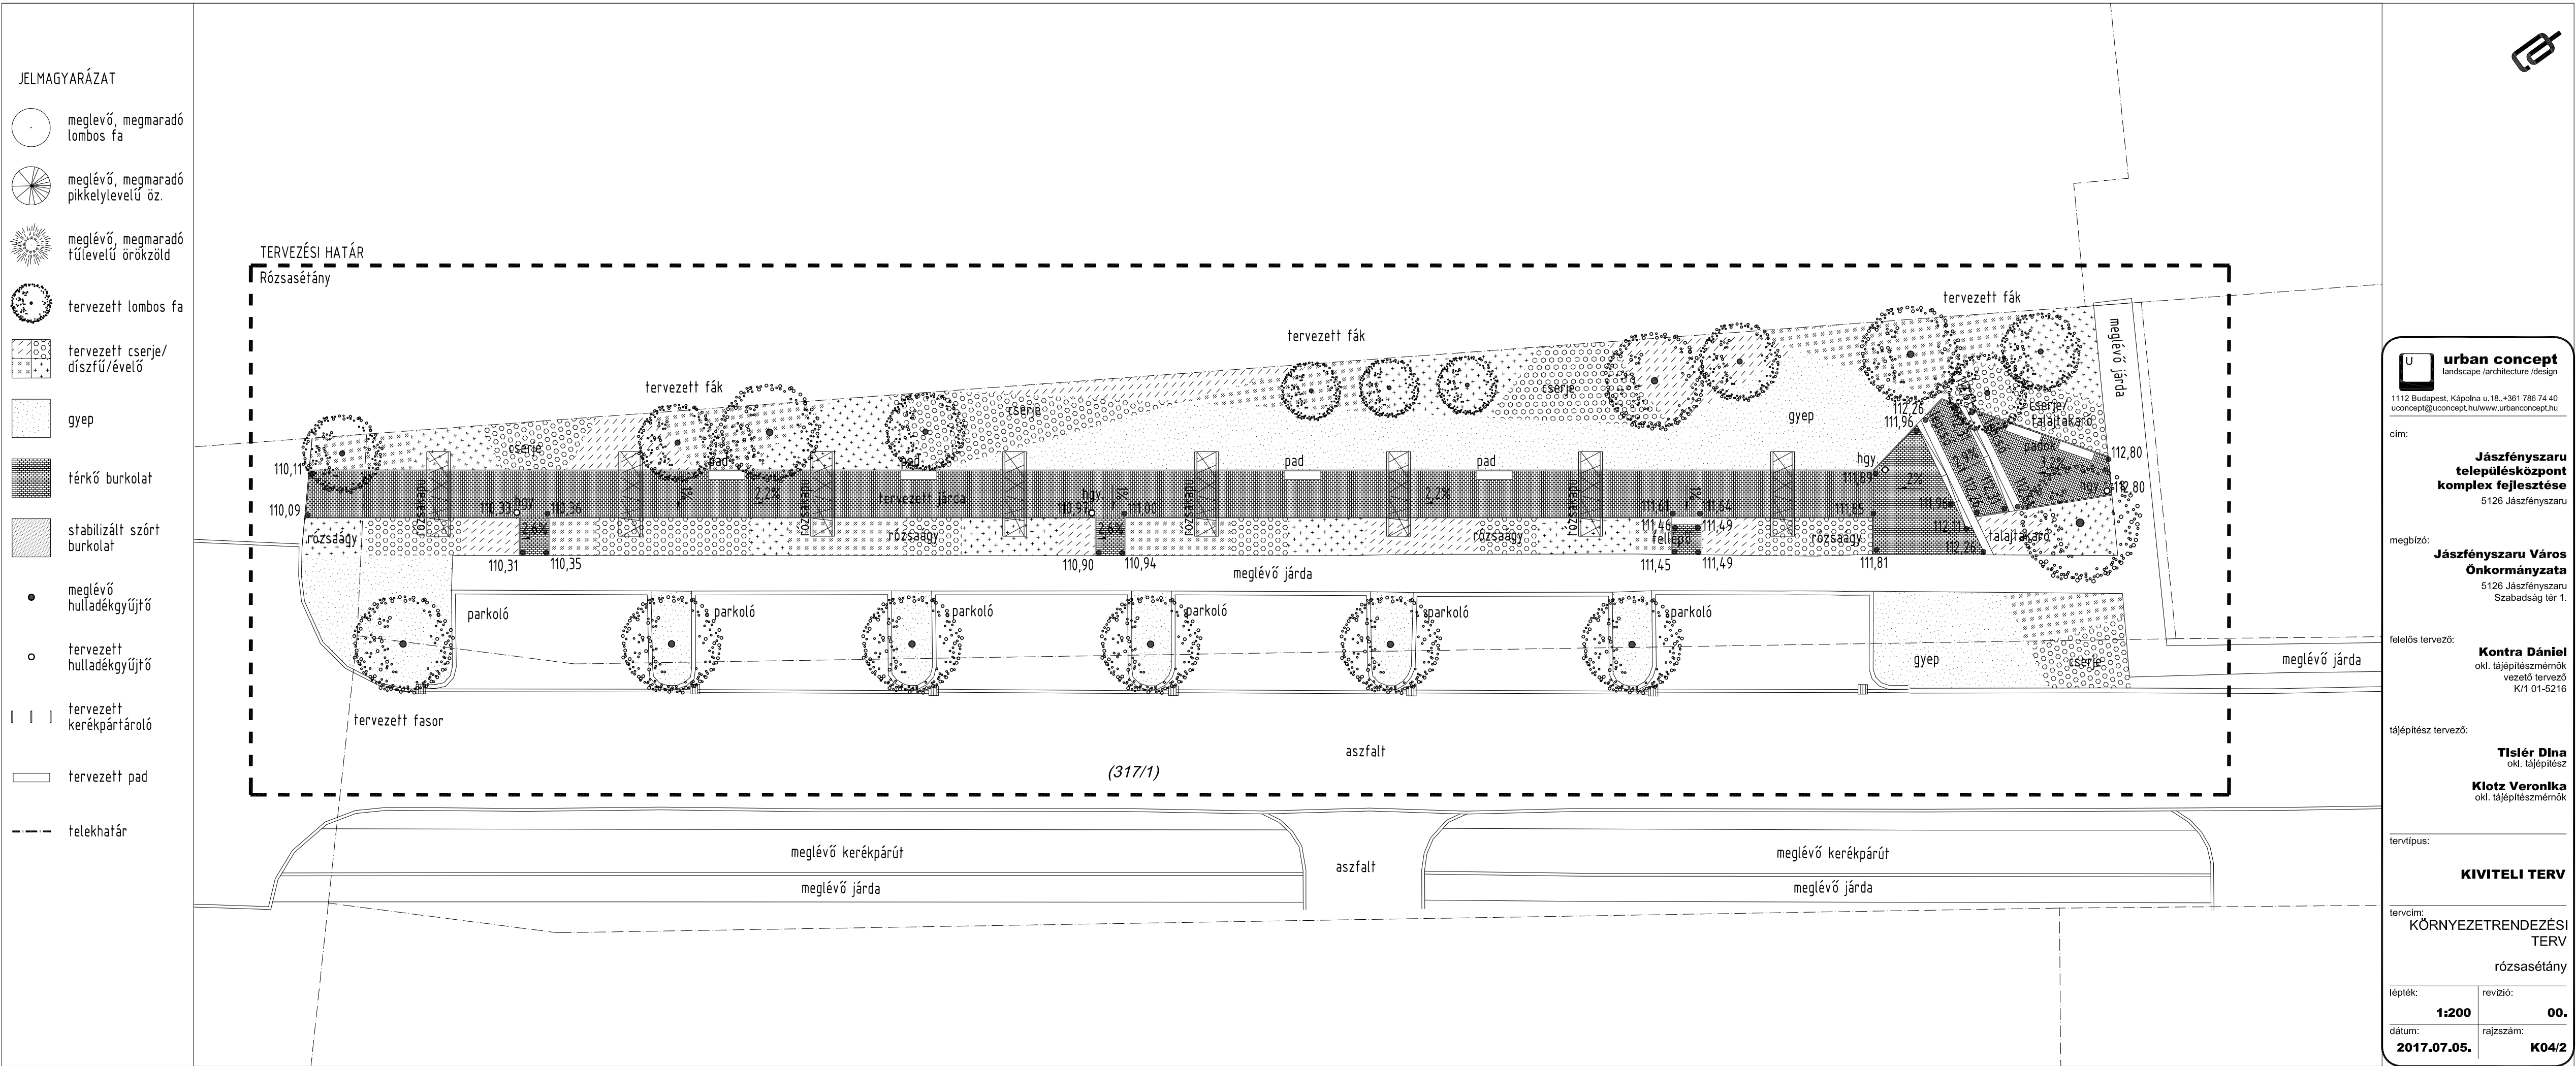 JELMAGYARÁZAT
meglevő, megmaradó
lombos fa
meglévő, megmaradó
pikkelylevelű öz.
meglévő, megmaradó
tűlevelű örökzöld
tervezett lombos fa
tervezett cserje/
díszfű/évelő
gyep
térkő burkolat
stabilizált szórt
burkolat
meglévő
hulladékgyűjtő
tervezett
hulladékgyűjtő
tervezett
kerékpártároló
tervezett pad
telekhatár
TERVEZÉSI HATÁR
Rózsasétány
tervezett fák
tervezett fák
tervezett fák
meglévő járda
cserje
cserje
cserje
gyep
cserje/
talajtakaró
padok
112,26
111,96
112,80
112,80
110,11
pad
pad
pad
pad
hgy.
111,89
2%
2,9%
hgy.
110,09
rózsakapu
110,33
hgy
110,36
1%
2,2%
rózsakapu
tervezett járda
hgy.
110,97
1%
111,00
rózsakapu
2,2%
rózsakapu
111,61
1%
111,64
111,85
111,96
rózsaágy
2,6%
rózsaágy
2,6%
rózsaágy
111,46
111,49
fellépő
rózsaágy
112,11
112,26
talajtakaró
110,31
110,35
110,90
110,94
111,45
111,49
111,81
meglévő járda
parkoló
parkoló
parkoló
parkoló
parkoló
parkoló
gyep
cserje
meglévő járda
tervezett fasor
aszfalt
(317/1)
meglévő kerékpárút
meglévő járda
aszfalt
meglévő kerékpárút
meglévő járda
U
urban concept
landscape /architecture /design
1112 Budapest, Kápolna u.18.,+361 786 74 40
uconcept@uconcept.hu/www.urbanconcept.hu
cím:
Jászfényszaru
településközpont
komplex fejlesztése
5126 Jászfényszaru
megbízó:
Jászfényszaru Város
Önkormányzata
5126 Jászfényszaru
Szabadság tér 1.
felelős tervező:
Kontra Dániel
okl. tájépítészmérnök
vezető tervező
K/1 01-5216
tájépítész tervező:
Tislér Dina
okl. tájépítész
Klotz Veronika
okl. tájépítészmérnök
tervtípus:
KIVITELI TERV
tervcím:
KÖRNYEZETRENDEZÉSI
TERV
rózsasétány
lépték:
1:200
revizió:
00.
dátum:
2017.07.05.
rajzszám:
K04/2